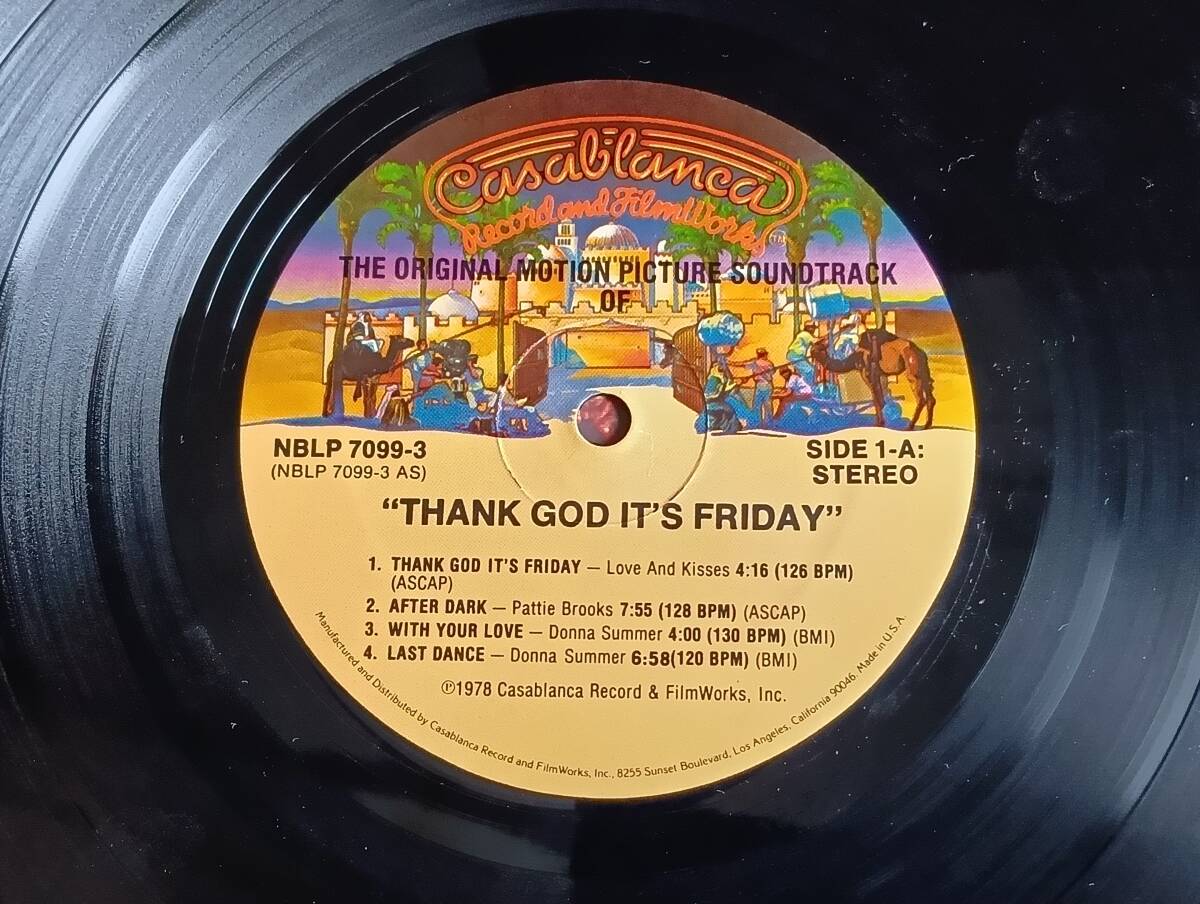 Casablanca
Record and FilmWorks
TM
THE ORIGINAL MOTION PICTURE SOUNDTRACK
OF
NBLP 7099-3
(NBLP 7099-3 AS)
SIDE 1-A:
STEREO
“THANK GOD IT'S FRIDAY”
1. THANK GOD IT'S FRIDAY — Love And Kisses 4:16 (126 BPM)
(ASCAP)
2. AFTER DARK — Pattie Brooks 7:55 (128 BPM) (ASCAP)
3. WITH YOUR LOVE — Donna Summer 4:00 (130 BPM) (BMI)
4. LAST DANCE — Donna Summer 6:58(120 BPM) (BMI)
℗1978 Casablanca Record & FilmWorks, Inc.
Manufactured and Distributed by Casablanca Record and FilmWorks, Inc., 8255 Sunset Boulevard, Los Angeles, California 90046. Made in U.S.A.